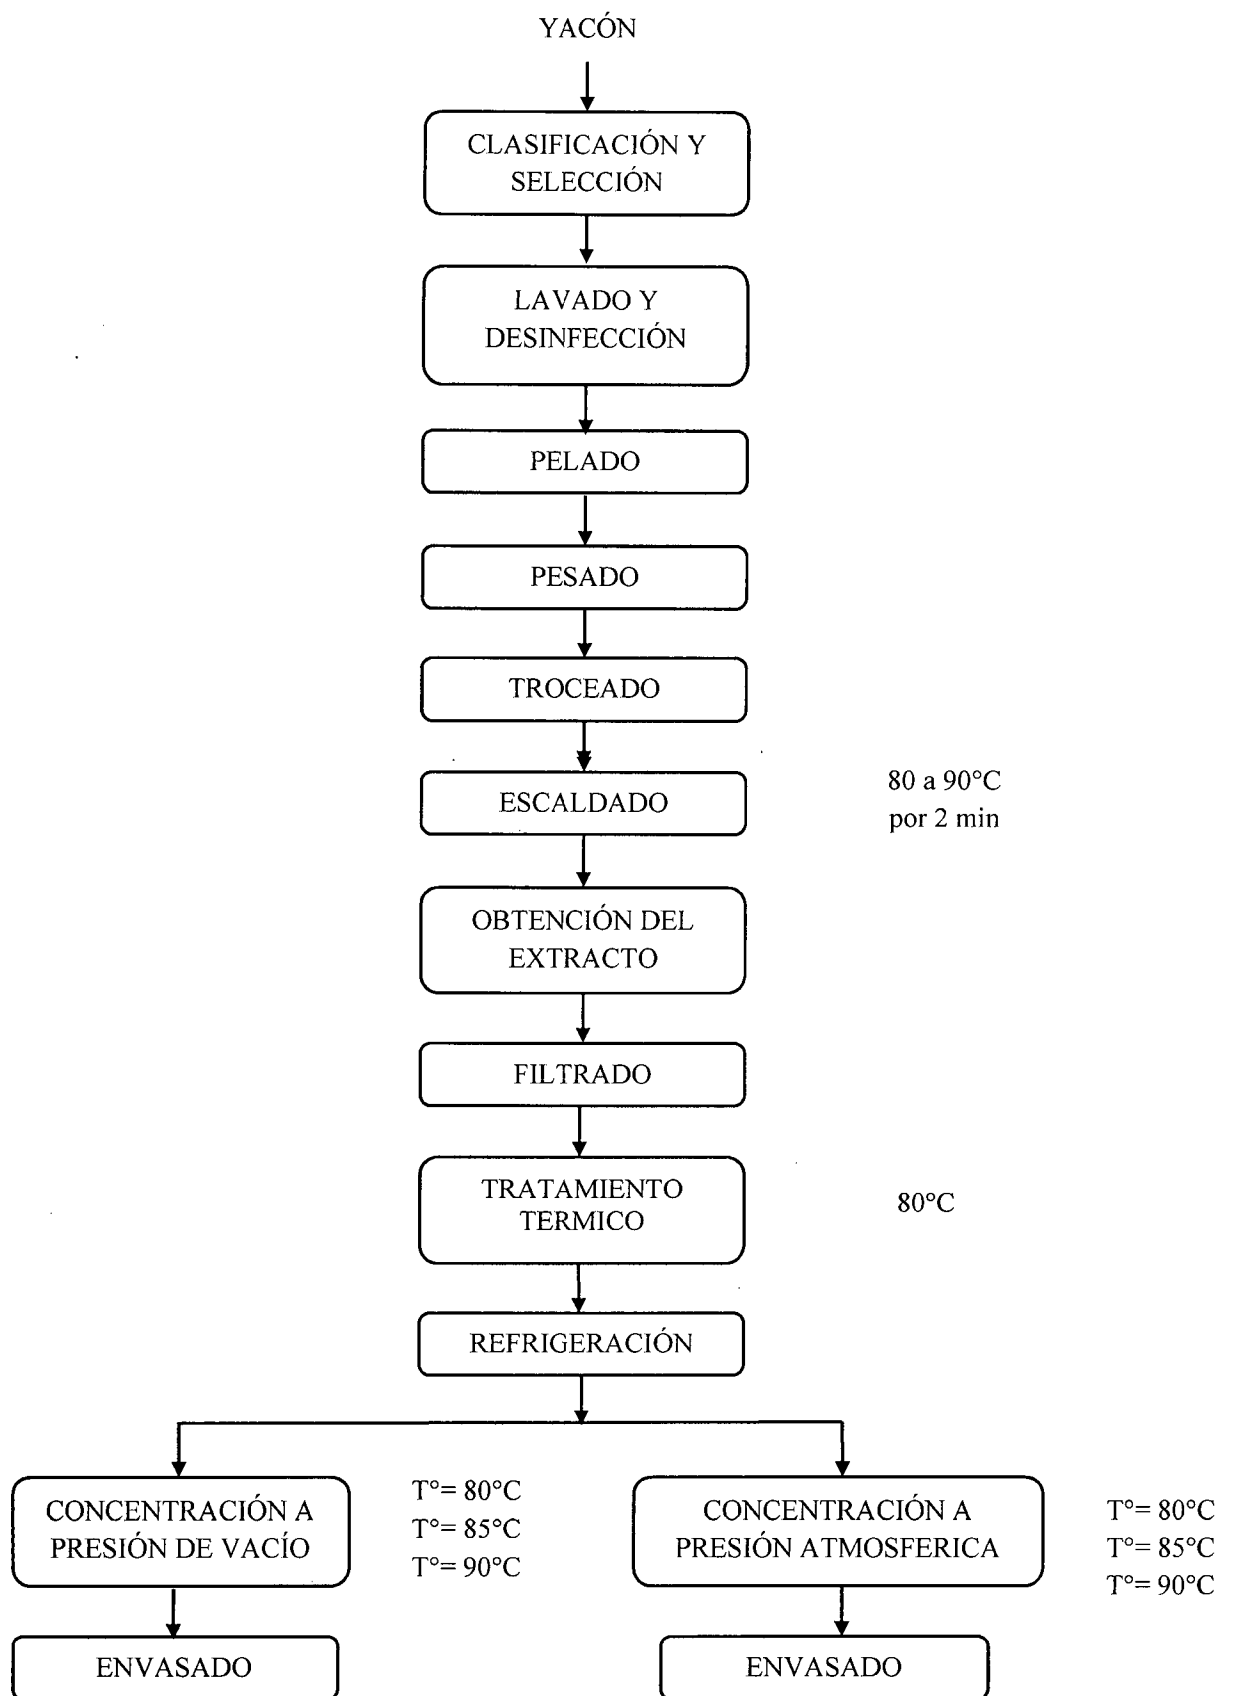 YACÓN
CLASIFICACIÓN Y
SELECCIÓN
LAVADO Y
DESINFECCIÓN
PELADO
PESADO
TROCEADO
ESCALDADO
80 a 90°C
por 2 min
OBTENCIÓN DEL
EXTRACTO
FILTRADO
TRATAMIENTO
TERMICO
80°C
REFRIGERACIÓN
CONCENTRACIÓN A
PRESIÓN DE VACÍO
T°= 80°C
T°= 85°C
T°= 90°C
CONCENTRACIÓN A
PRESIÓN ATMOSFERICA
T°= 80°C
T°= 85°C
T°= 90°C
ENVASADO
ENVASADO